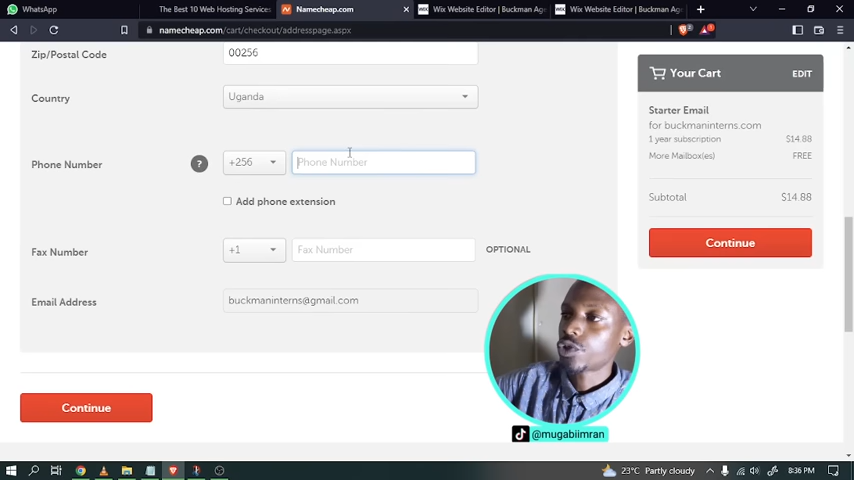 WhatsApp
The Best 10 Web Hosting Services
Namecheap.com
Wix Website Editor | Buckman Age
Wix Website Editor | Buckman Age
namecheap.com/cart/checkout/addresspage.aspx
Zip/Postal Code
00256
Country
Uganda
Phone Number
?
+256
Phone Number
Add phone extension
Fax Number
+1
Fax Number
OPTIONAL
Email Address
buckmaninterns@gmail.com
Continue
Your Cart
EDIT
Starter Email
for buckmaninterns.com
1 year subscription
$14.88
More Mailbox(es)
FREE
Subtotal
$14.88
Continue
@mugabiimran
23°C Partly cloudy
8:36 PM